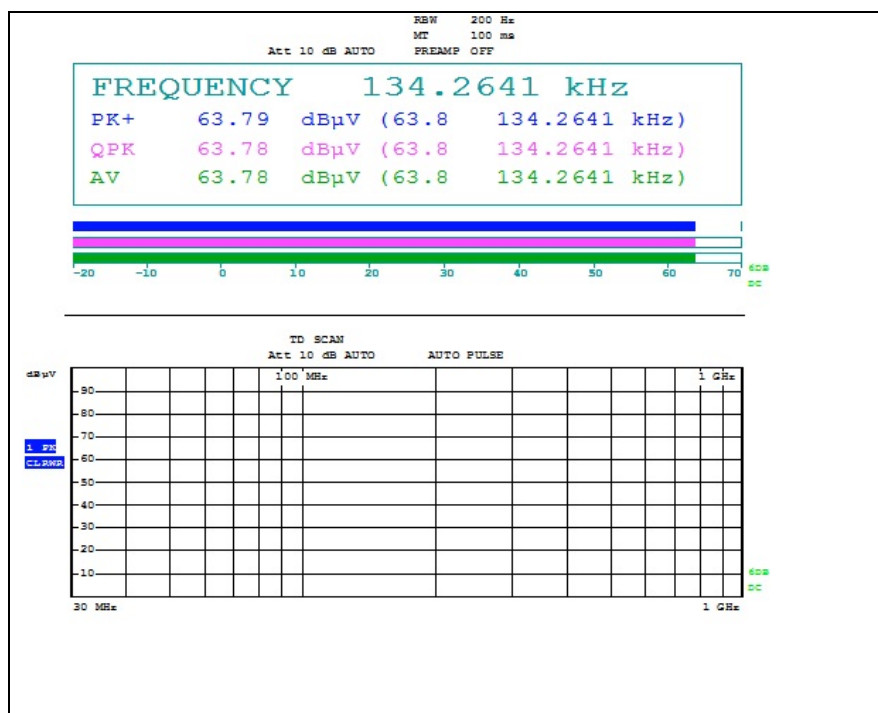 RBW 200 Hz
MT 100 ms
Att 10 dB AUTO PREAMP OFF
FREQUENCY 134.2641 kHz
PK+ 63.79 dBµV (63.8 134.2641 kHz)
QPK 63.78 dBµV (63.8 134.2641 kHz)
AV 63.78 dBµV (63.8 134.2641 kHz)
-20 -10 0 10 20 30 40 50 60 70
6DB
DC
TD SCAN
Att 10 dB AUTO AUTO PULSE
dBµV
100 MHz 1 GHz
90
80
70
1 PK
CLRWR
60
50
40
30
20
10
6DB
DC
30 MHz 1 GHz